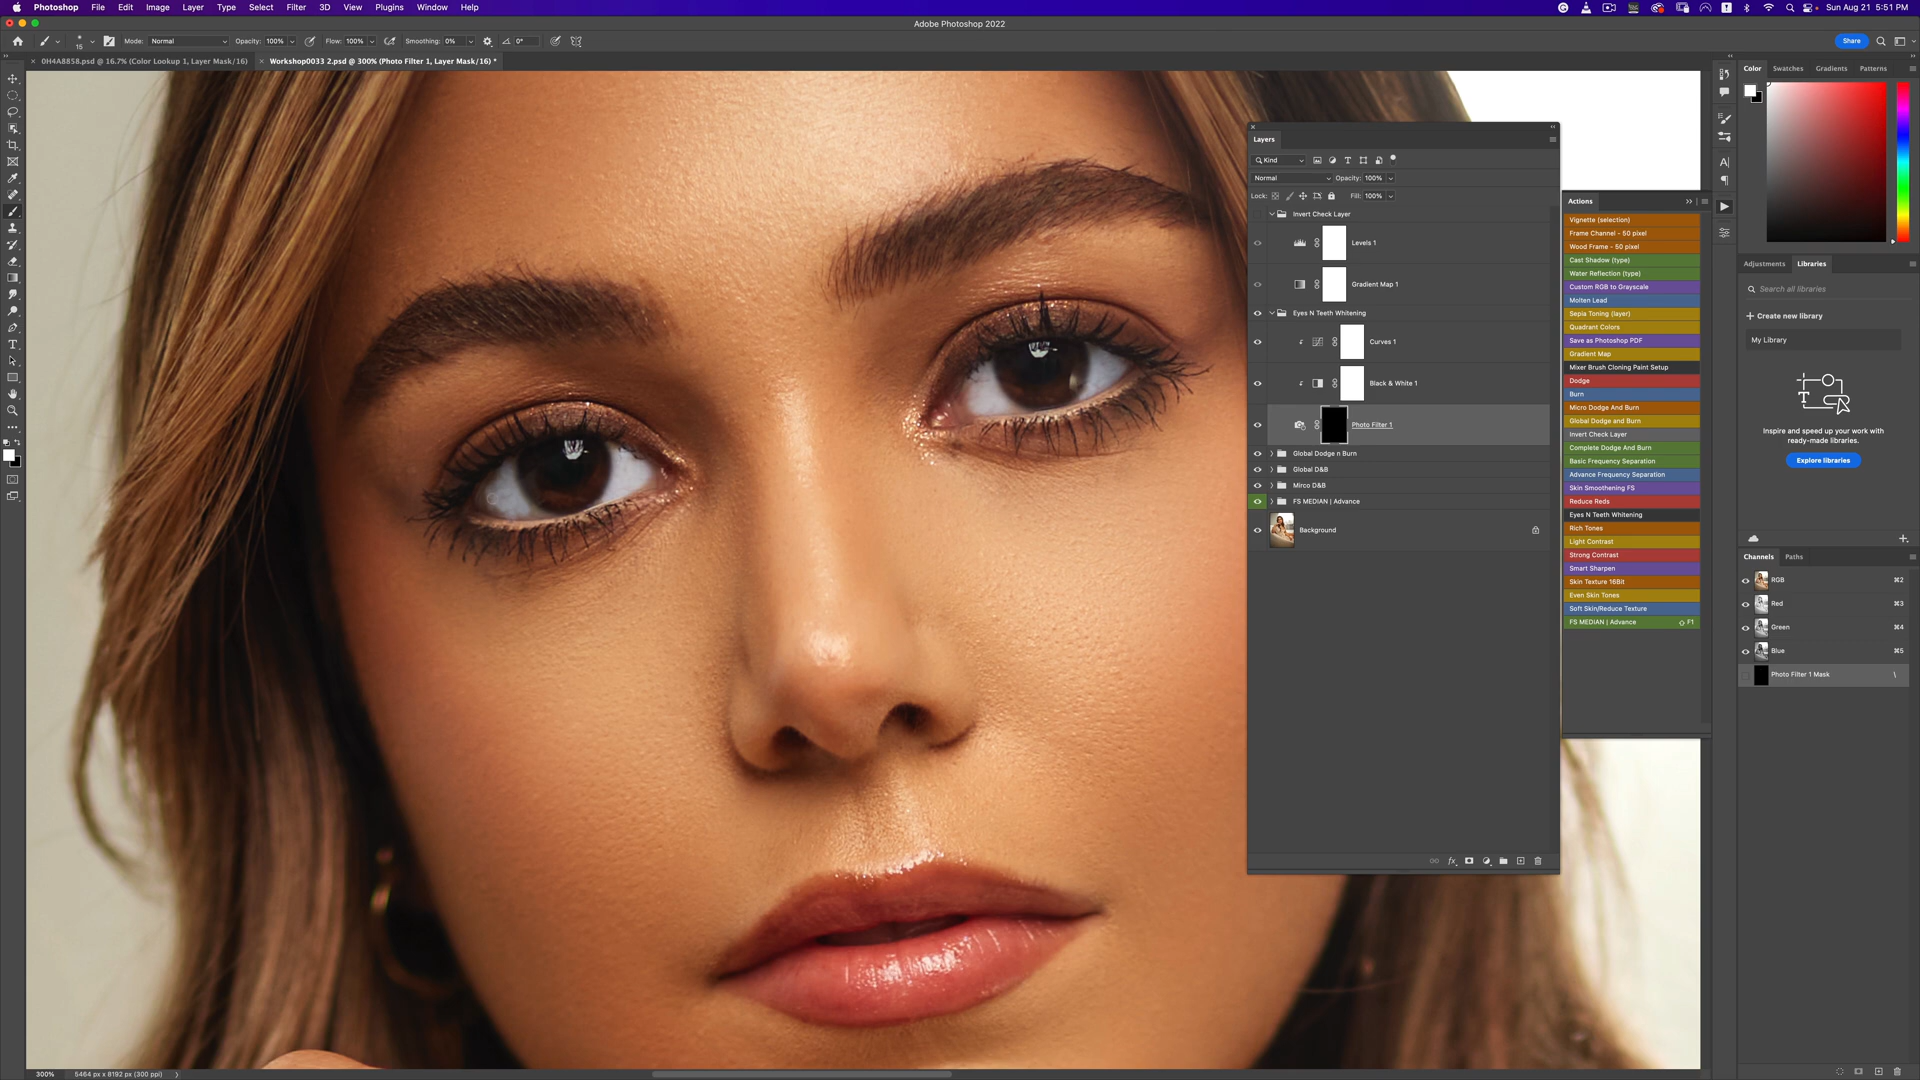 Photoshop File Edit Image Layer Type Select Filter 3D View Plugins Window Help
Sun Aug 21 5:51 PM
Adobe Photoshop 2022
15 Mode: Normal Opacity: 100% Flow: 100% Smoothing: 0% 0°
Share
0H4A8858.psd @ 16.7% (Color Lookup 1, Layer Mask/16)
Workshop0033 2.psd @ 300% (Photo Filter 1, Layer Mask/16) *
Layers
Kind
Normal Opacity: 100%
Lock: Fill: 100%
Invert Check Layer
Levels 1
Gradient Map 1
Eyes N Teeth Whitening
Curves 1
Black & White 1
Photo Filter 1
Global Dodge n Burn
Global D&B
Mirco D&B
FS MEDIAN | Advance
Background
fx
Actions
Vignette (selection)
Frame Channel - 50 pixel
Wood Frame - 50 pixel
Cast Shadow (type)
Water Reflection (type)
Custom RGB to Grayscale
Molten Lead
Sepia Toning (layer)
Quadrant Colors
Save as Photoshop PDF
Gradient Map
Mixer Brush Cloning Paint Setup
Dodge
Burn
Micro Dodge And Burn
Global Dodge and Burn
Invert Check Layer
Complete Dodge And Burn
Basic Frequency Separation
Advance Frequency Separation
Skin Smoothening FS
Reduce Reds
Eyes N Teeth Whitening
Rich Tones
Light Contrast
Strong Contrast
Smart Sharpen
Skin Texture 16Bit
Even Skin Tones
Soft Skin/Reduce Texture
FS MEDIAN | Advance F1
Color Swatches Gradients Patterns
Adjustments Libraries
Search all libraries
Create new library
My Library
Inspire and speed up your work with
ready-made libraries.
Explore libraries
Channels Paths
RGB ⌘2
Red ⌘3
Green ⌘4
Blue ⌘5
Photo Filter 1 Mask \
300% 5464 px x 8192 px (300 ppi)